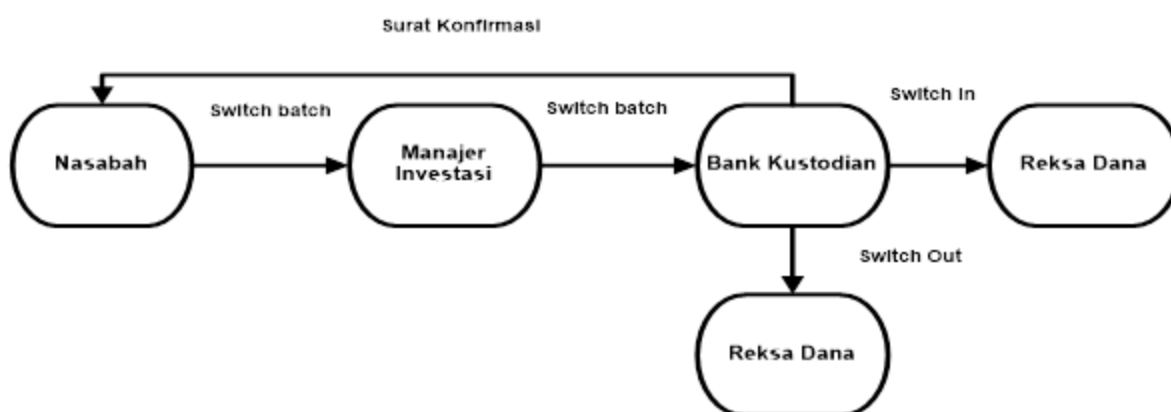 Surat Konfirmasi
Switch batch
Switch batch
Switch In
Nasabah
Manajer
Investasi
Bank Kustodian
Reksa Dana
Switch Out
Reksa Dana